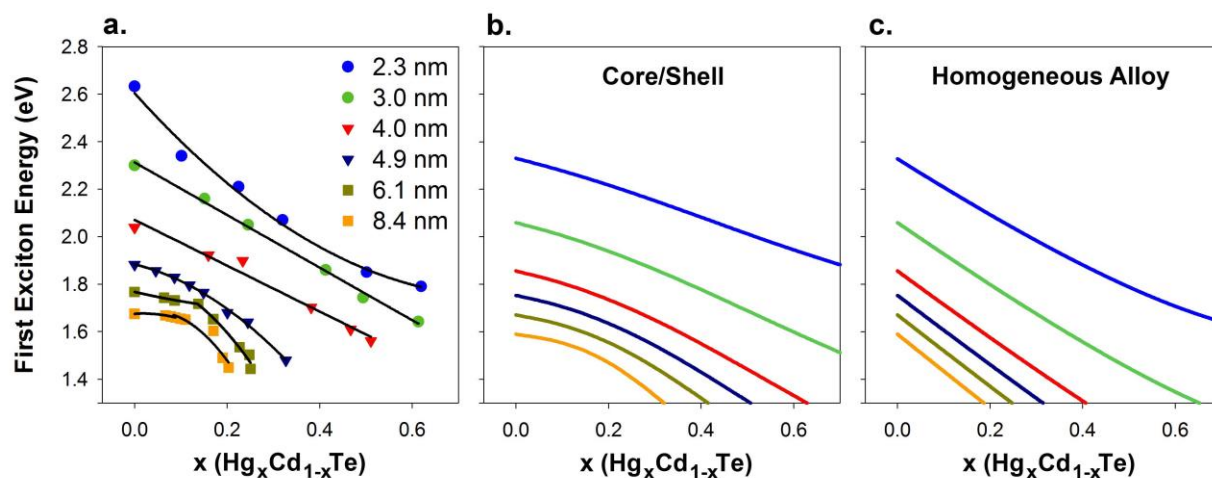 a.
First Exciton Energy (eV)
2.8
2.6
2.4
2.2
2.0
1.8
1.6
1.4
2.3 nm
3.0 nm
4.0 nm
4.9 nm
6.1 nm
8.4 nm
0.0 0.2 0.4 0.6
x (HgxCd1-xTe)
b.
Core/Shell
0.0 0.2 0.4 0.6
x (HgxCd1-xTe)
c.
Homogeneous Alloy
0.0 0.2 0.4 0.6
x (HgxCd1-xTe)